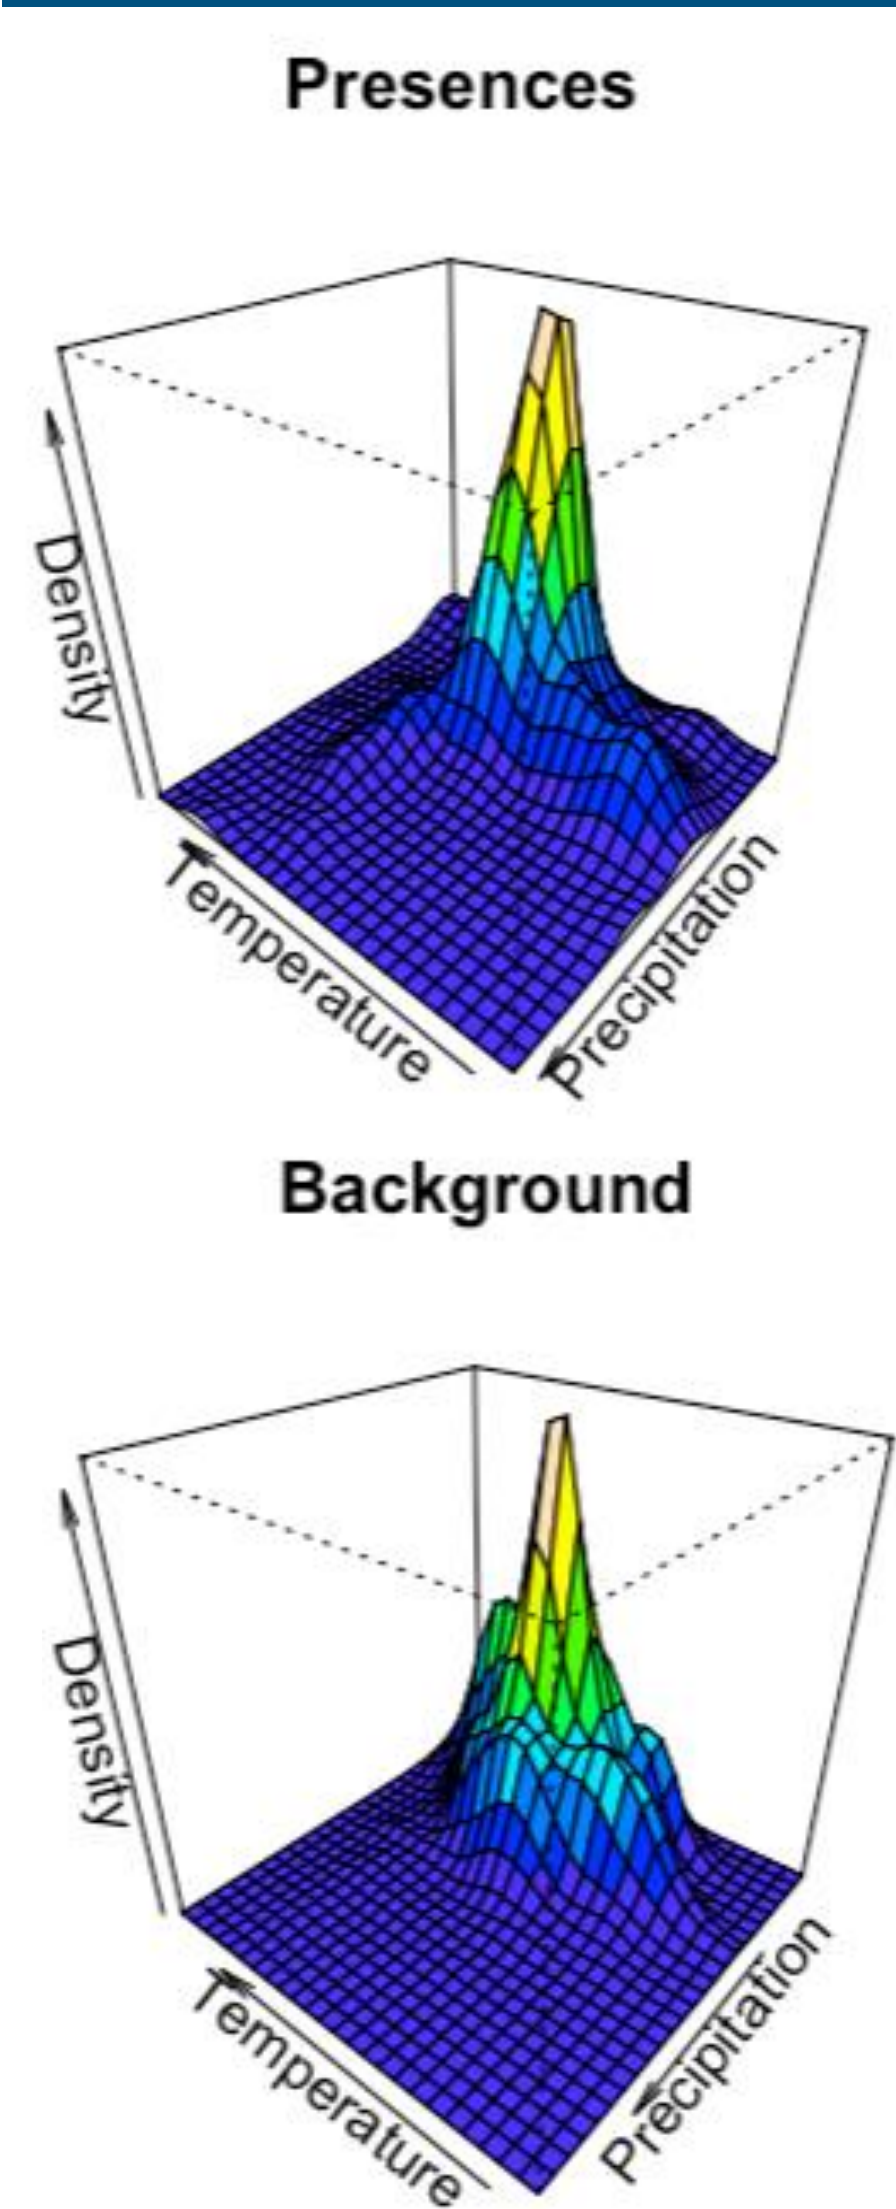 Presences
Density
Temperature
Precipitation
Background
Density
Temperature
Precipitation